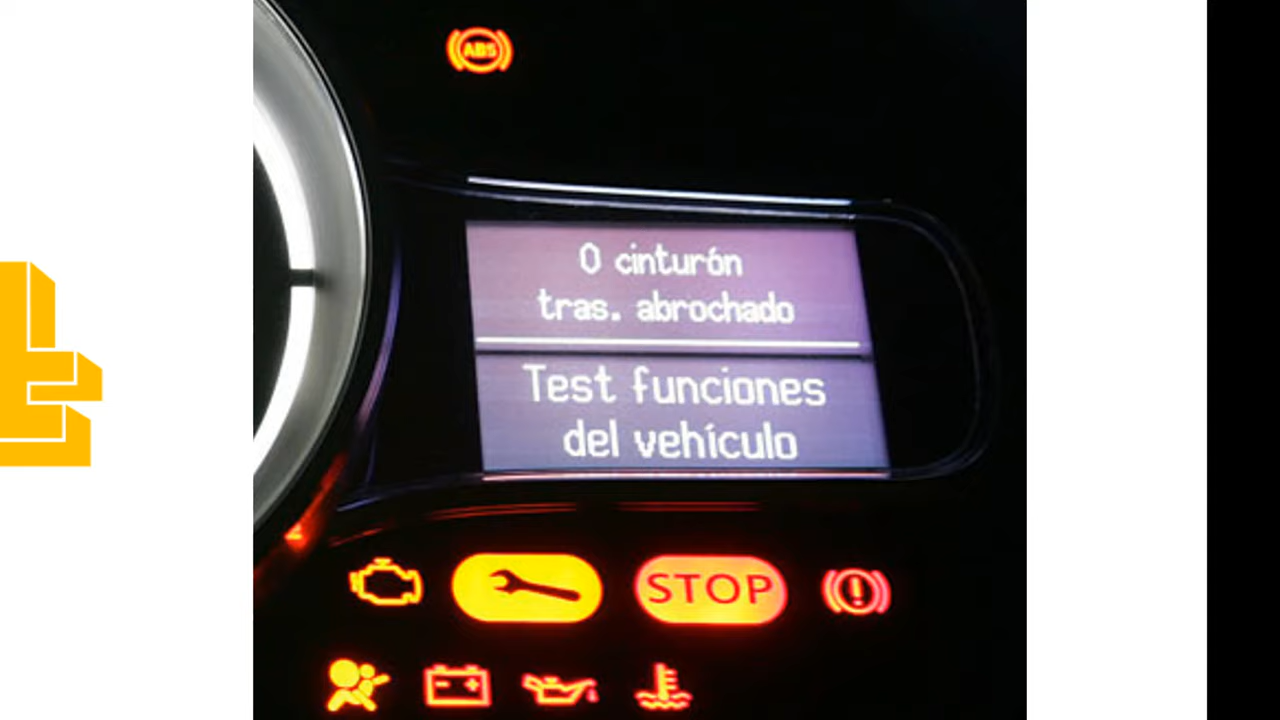 ABS
0 cinturón
tras. abrochado
Test funciones
del vehículo
STOP